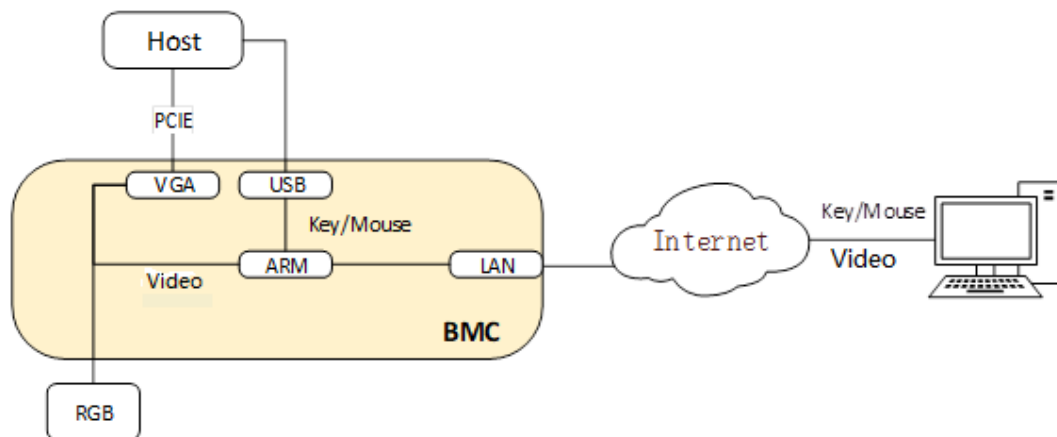 Host
PCIE
VGA
USB
Key/Mouse
ARM
LAN
Video
BMC
RGB
Internet
Key/Mouse
Video